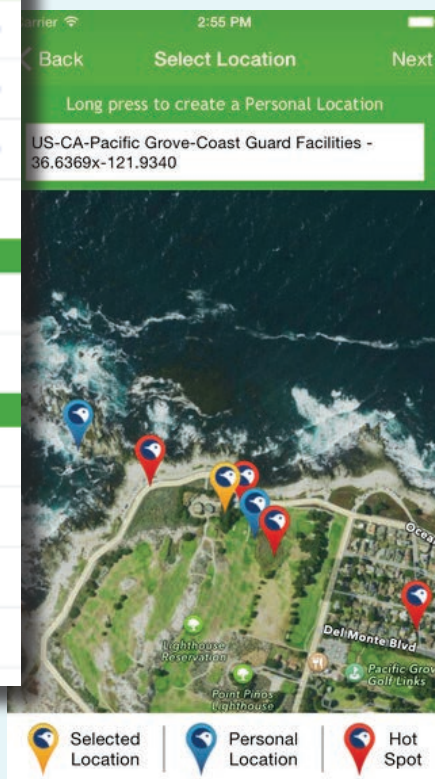 2:55 PM
Back
Select Location
Next
Long press to create a Personal Location
US-CA-Pacific Grove-Coast Guard Facilities -
36.6369x-121.9340
Del Monte Blvd
Lighthouse
Reservation
Pacific Grov
Golf Links
Point Pinos
Lighthouse
Selected
Location
Personal
Location
Hot
Spot